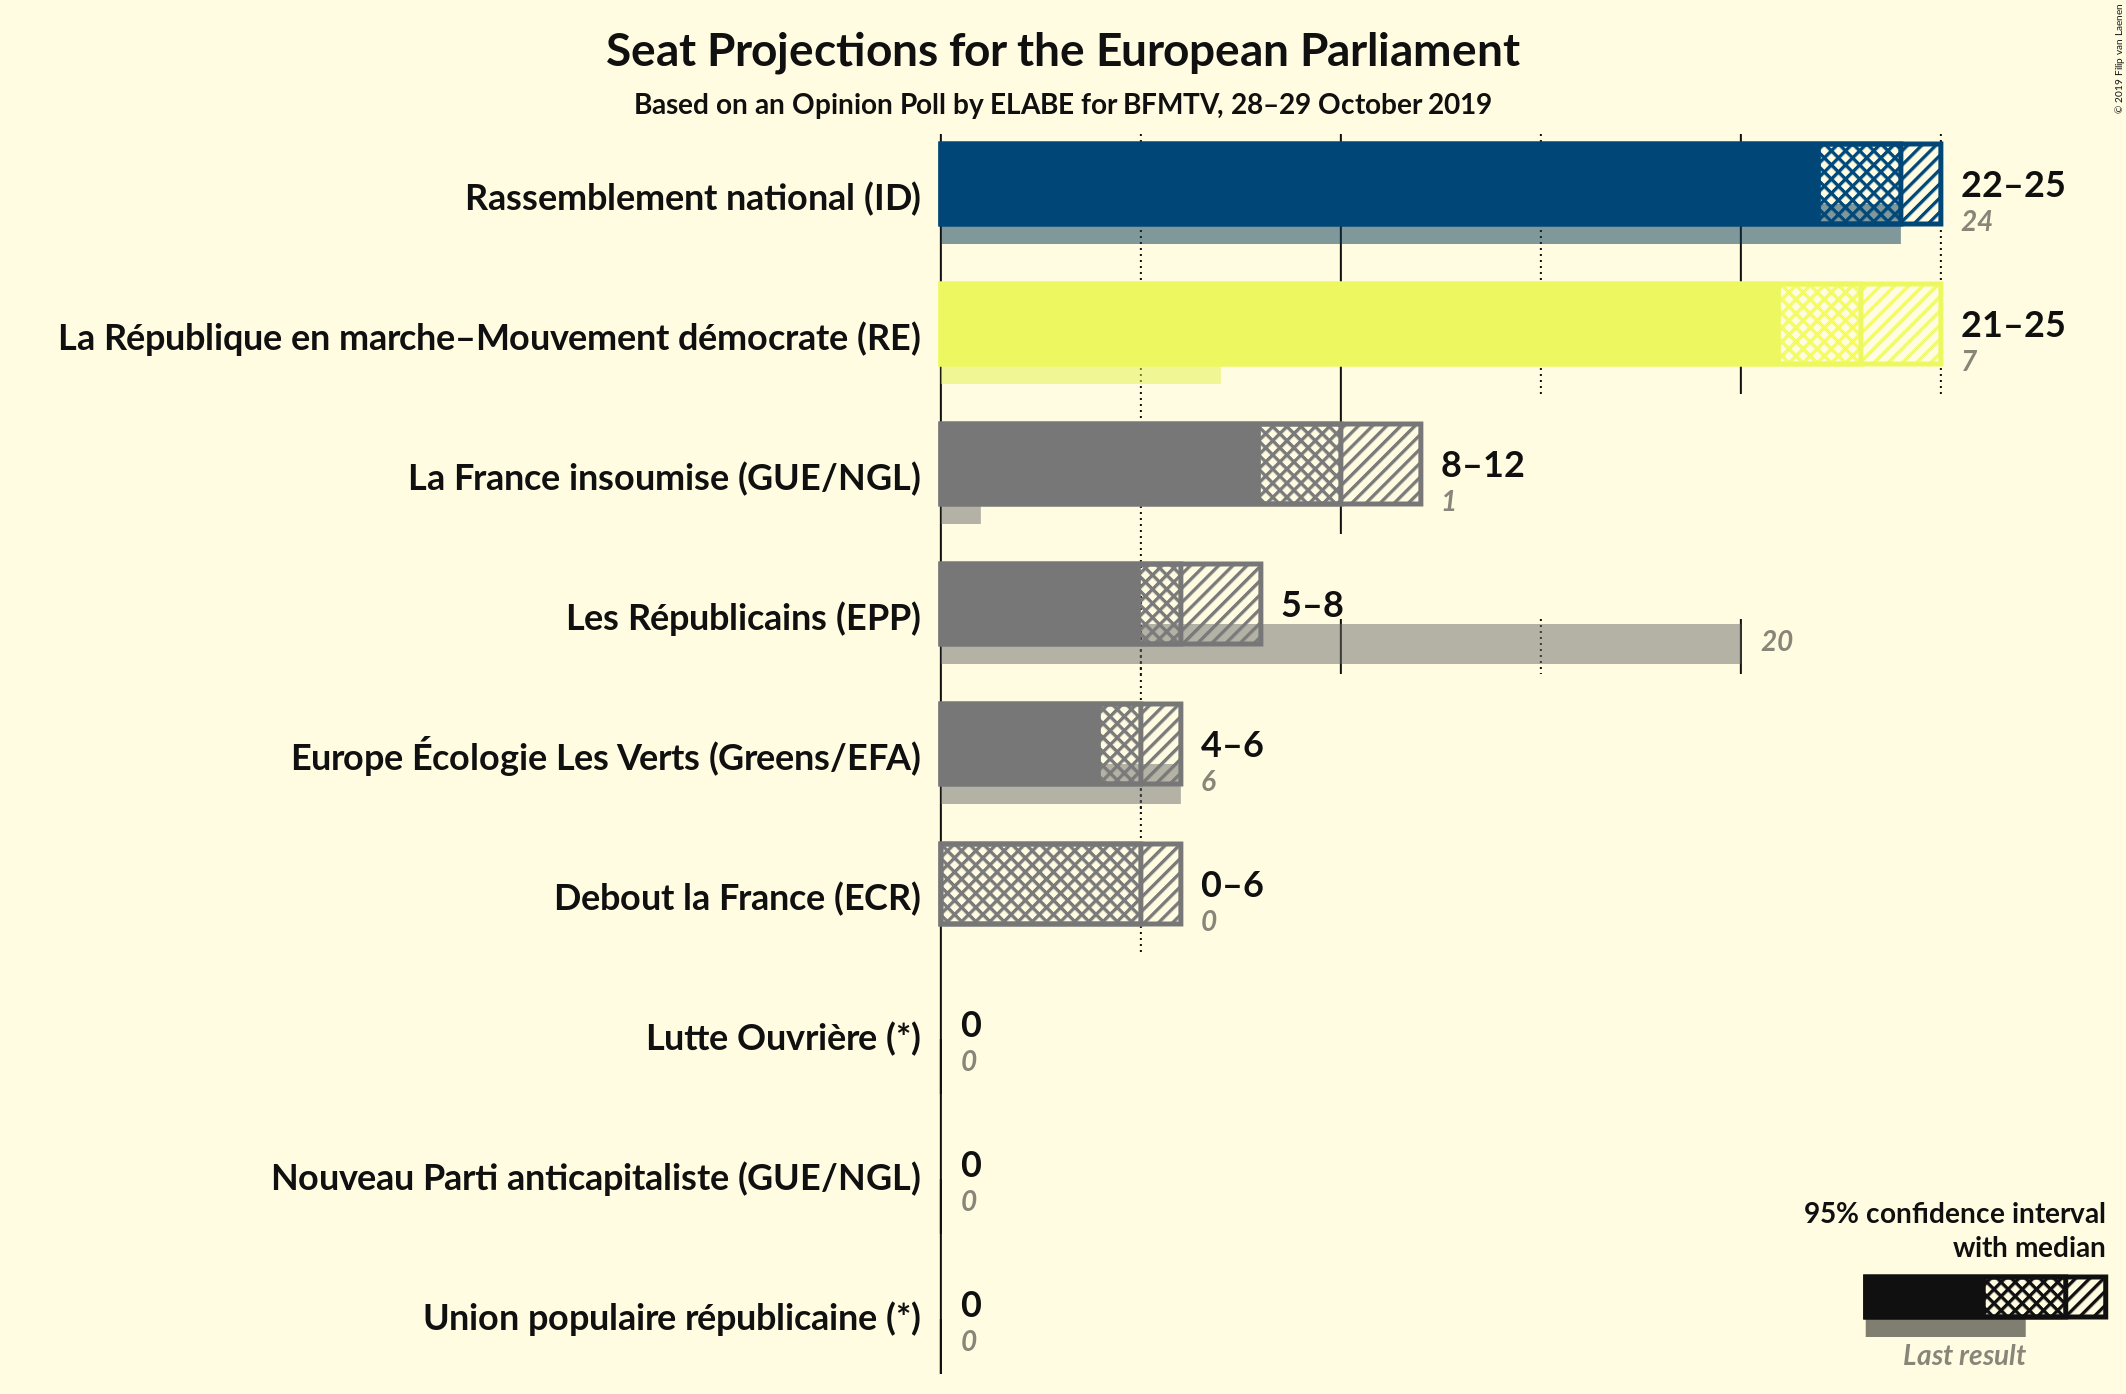 Seat Projections for the European Parliament
Based on an Opinion Poll by ELABE for BFMTV, 28–29 October 2019
© 2019 Filip van Laenen
Rassemblement national (ID)
22–25
24
La République en marche–Mouvement démocrate (RE)
21–25
7
La France insoumise (GUE/NGL)
8–12
1
Les Républicains (EPP)
5–8
20
Europe Écologie Les Verts (Greens/EFA)
4–6
6
Debout la France (ECR)
0–6
0
Lutte Ouvrière (*)
0
0
Nouveau Parti anticapitaliste (GUE/NGL)
0
0
Union populaire républicaine (*)
0
0
95% confidence interval
with median
Last result